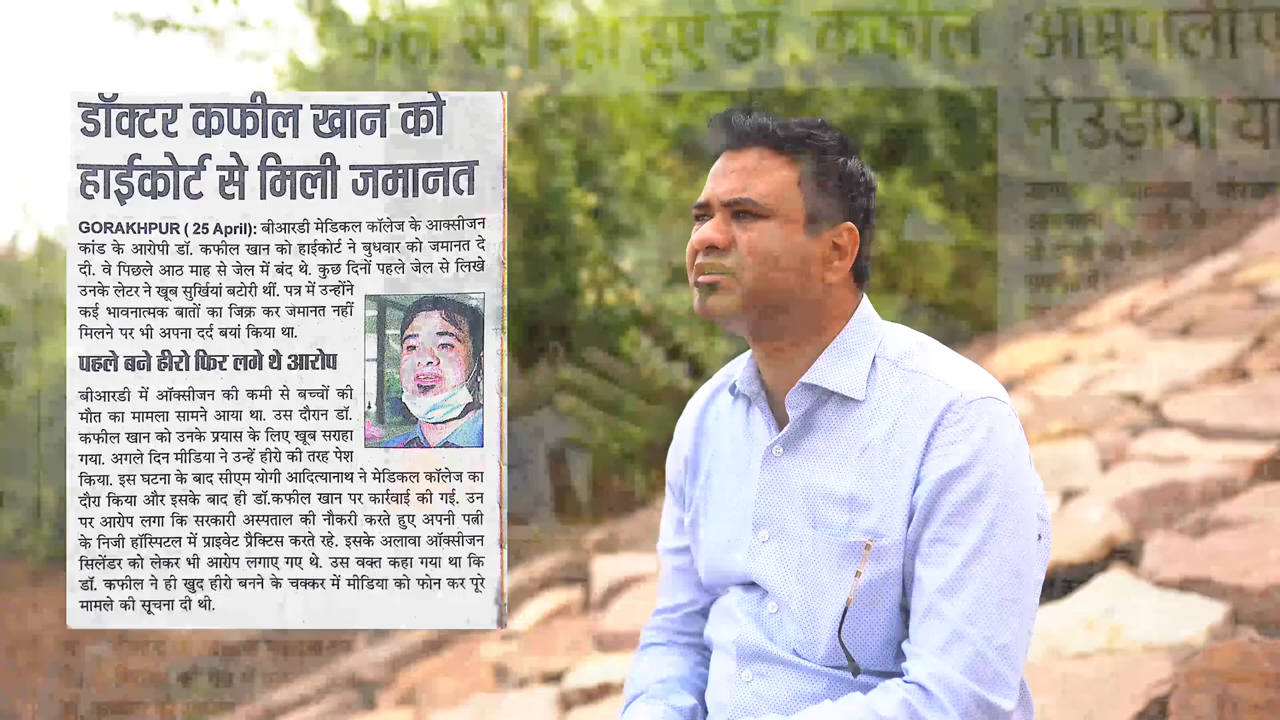 से रिहा हुए डॉ. कफील
आम्रपाली
ने उड़ाया
डॉक्टर कफील खान को
हाईकोर्ट से मिली जमानत
GORAKHPUR ( 25 April): बीआरडी मेडिकल कॉलेज के आक्सीजन
कांड के आरोपी डॉ. कफील खान को हाईकोर्ट ने बुधवार को जमानत दे
दी. वे पिछले आठ माह से जेल में बंद थे. कुछ दिनों पहले जेल से लिखे
उनके लेटर ने खूब सुर्खियां बटोरी थीं. पत्र में उन्होंने
कई भावनात्मक बातों का जिक्र कर जमानत नहीं
मिलने पर भी अपना दर्द बयां किया था.
पहले बने हीरो फिर लगे थे आरोप
बीआरडी में ऑक्सीजन की कमी से बच्चों की
मौत का मामला सामने आया था. उस दौरान डॉ.
कफील खान को उनके प्रयास के लिए खूब सराहा
गया. अगले दिन मीडिया ने उन्हें हीरो की तरह पेश
किया. इस घटना के बाद सीएम योगी आदित्यनाथ ने मेडिकल कॉलेज का
दौरा किया और इसके बाद ही डॉ.कफील खान पर कार्रवाई की गई. उन
पर आरोप लगा कि सरकारी अस्पताल की नौकरी करते हुए अपनी पत्नी
के निजी हॉस्पिटल में प्राइवेट प्रैक्टिस करते रहे. इसके अलावा ऑक्सीजन
सिलेंडर को लेकर भी आरोप लगाए गए थे. उस वक्त कहा गया था कि
डॉ. कफील ने ही खुद हीरो बनने के चक्कर में मीडिया को फोन कर पूरे
मामले की सूचना दी थी.